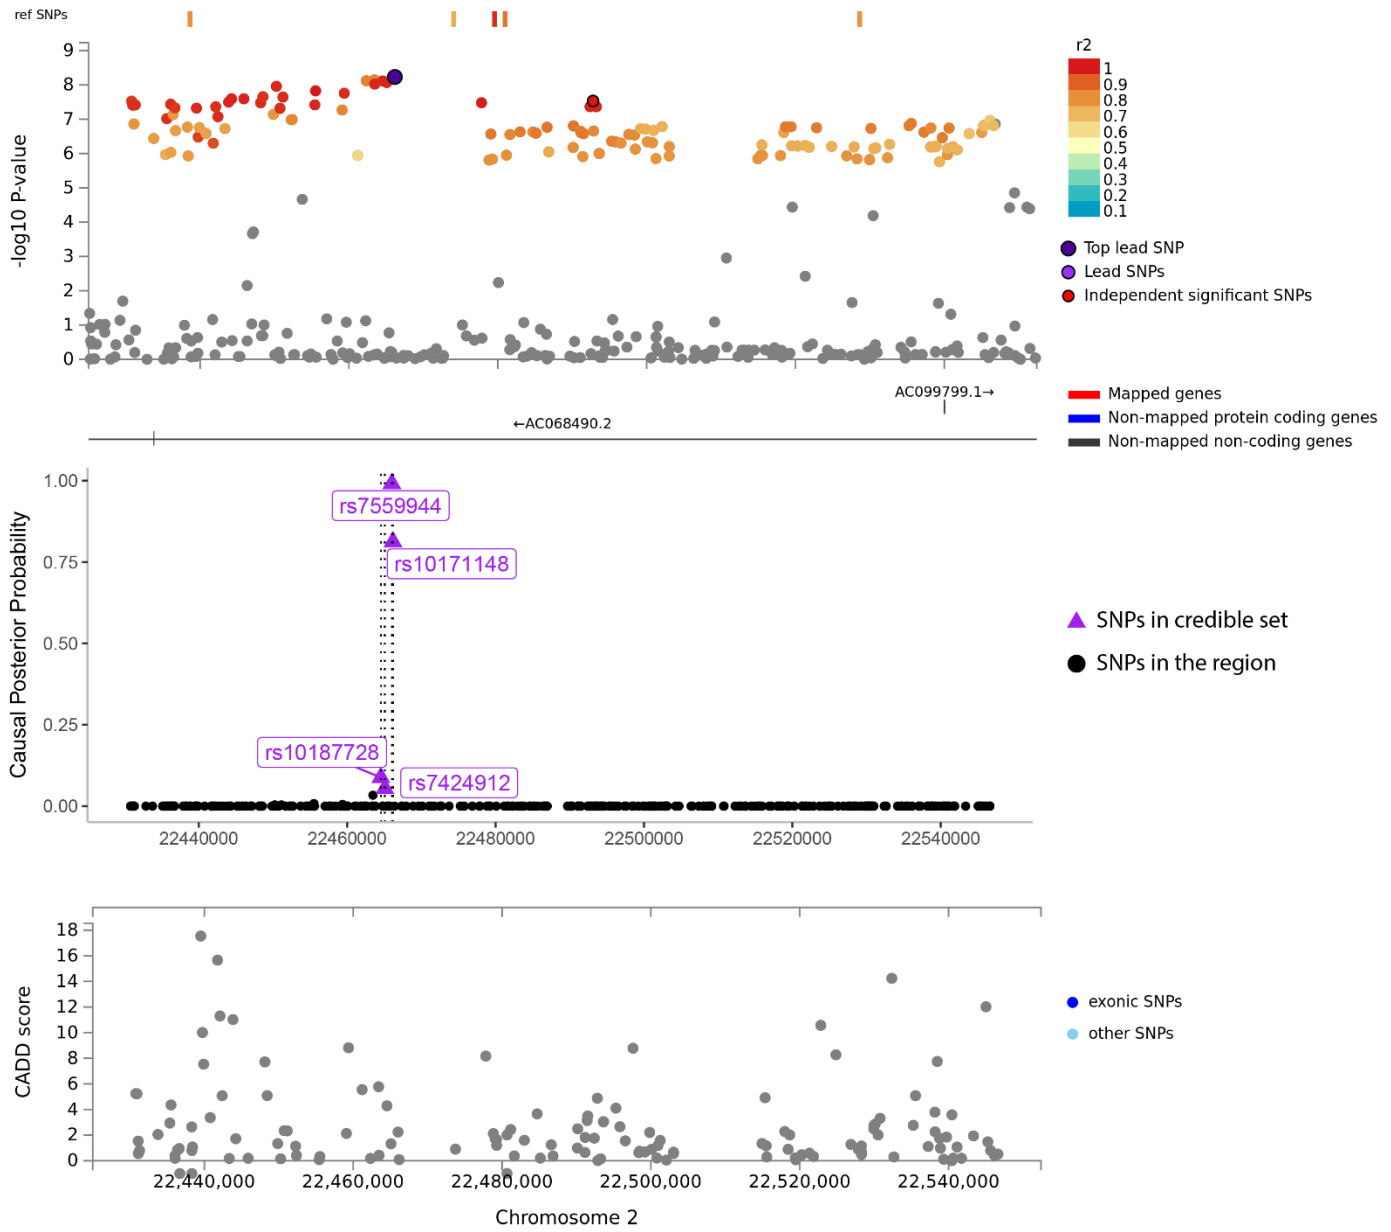 ref SNPs
9
8
7
6
5
4
3
2
1
0
-log10 P-value
r2
1
0.9
0.8
0.7
0.6
0.5
0.4
0.3
0.2
0.1
Top lead SNP
Lead SNPs
Independent significant SNPs
AC099799.1→
←AC068490.2
Mapped genes
Non-mapped protein coding genes
Non-mapped non-coding genes
1.00
0.75
0.50
0.25
0.00
Causal Posterior Probability
rs7559944
rs10171148
rs10187728
rs7424912
SNPs in credible set
SNPs in the region
22440000 22460000 22480000 22500000 22520000 22540000
18
16
14
12
10
8
6
4
2
0
CADD score
exonic SNPs
other SNPs
22,440,000 22,460,000 22,480,000 22,500,000 22,520,000 22,540,000
Chromosome 2